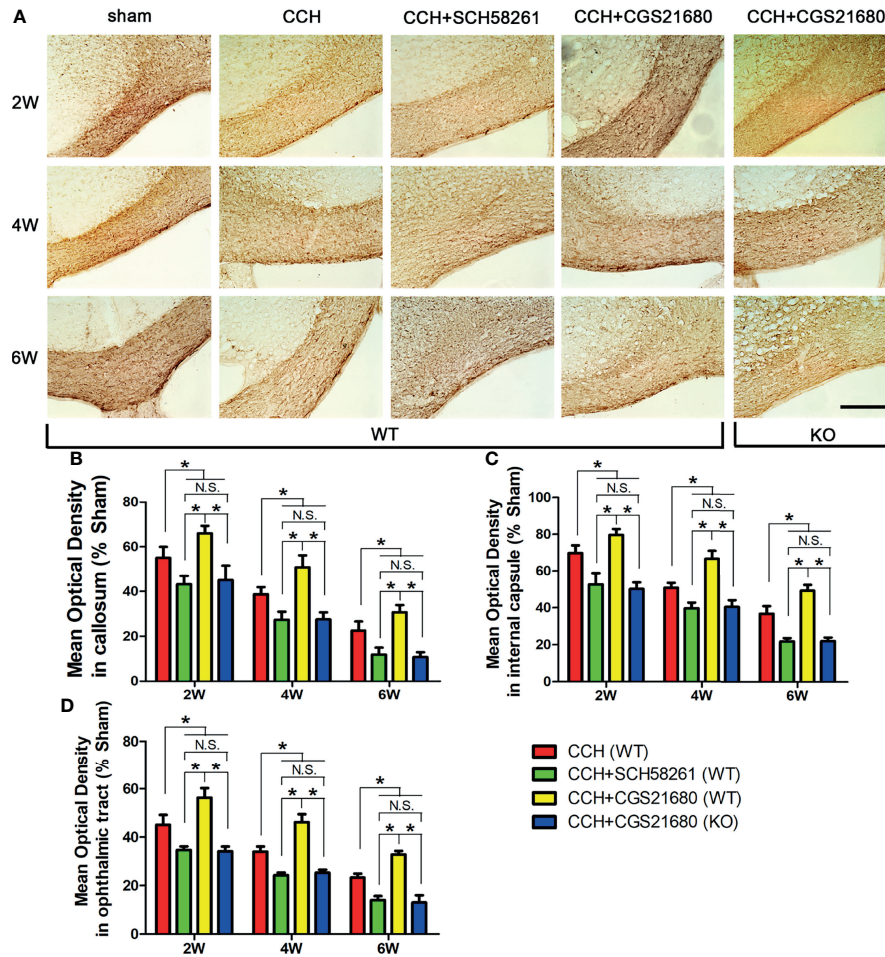 A
sham CCH CCH+SCH58261 CCH+CGS21680 CCH+CGS21680
2W
4W
6W
WT KO
B
Mean Optical Density
in callosum (% Sham)
80
60
40
20
0
* * *
N.S. N.S. N.S.
* * * * * *
2W 4W 6W
C
Mean Optical Density
in internal capsule (% Sham)
100
80
60
40
20
0
* * *
N.S. N.S. N.S.
* * * * * *
2W 4W 6W
D
Mean Optical Density
in ophthalmic tract (% Sham)
80
60
40
20
0
* * *
N.S. N.S. N.S.
* * * * * *
2W 4W 6W
CCH (WT)
CCH+SCH58261 (WT)
CCH+CGS21680 (WT)
CCH+CGS21680 (KO)